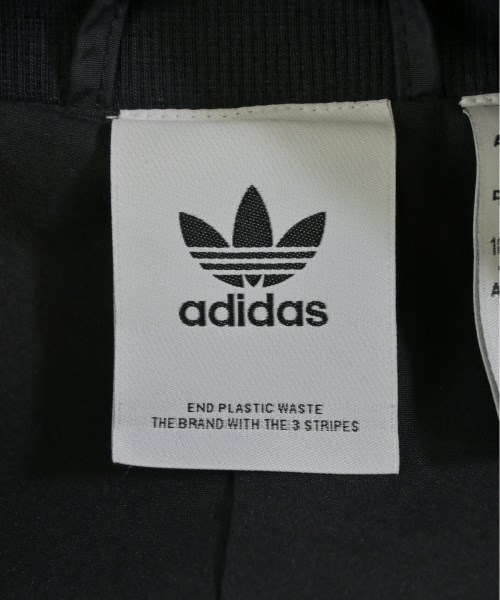 adidas
END PLASTIC WASTE
THE BRAND WITH THE 3 STRIPES